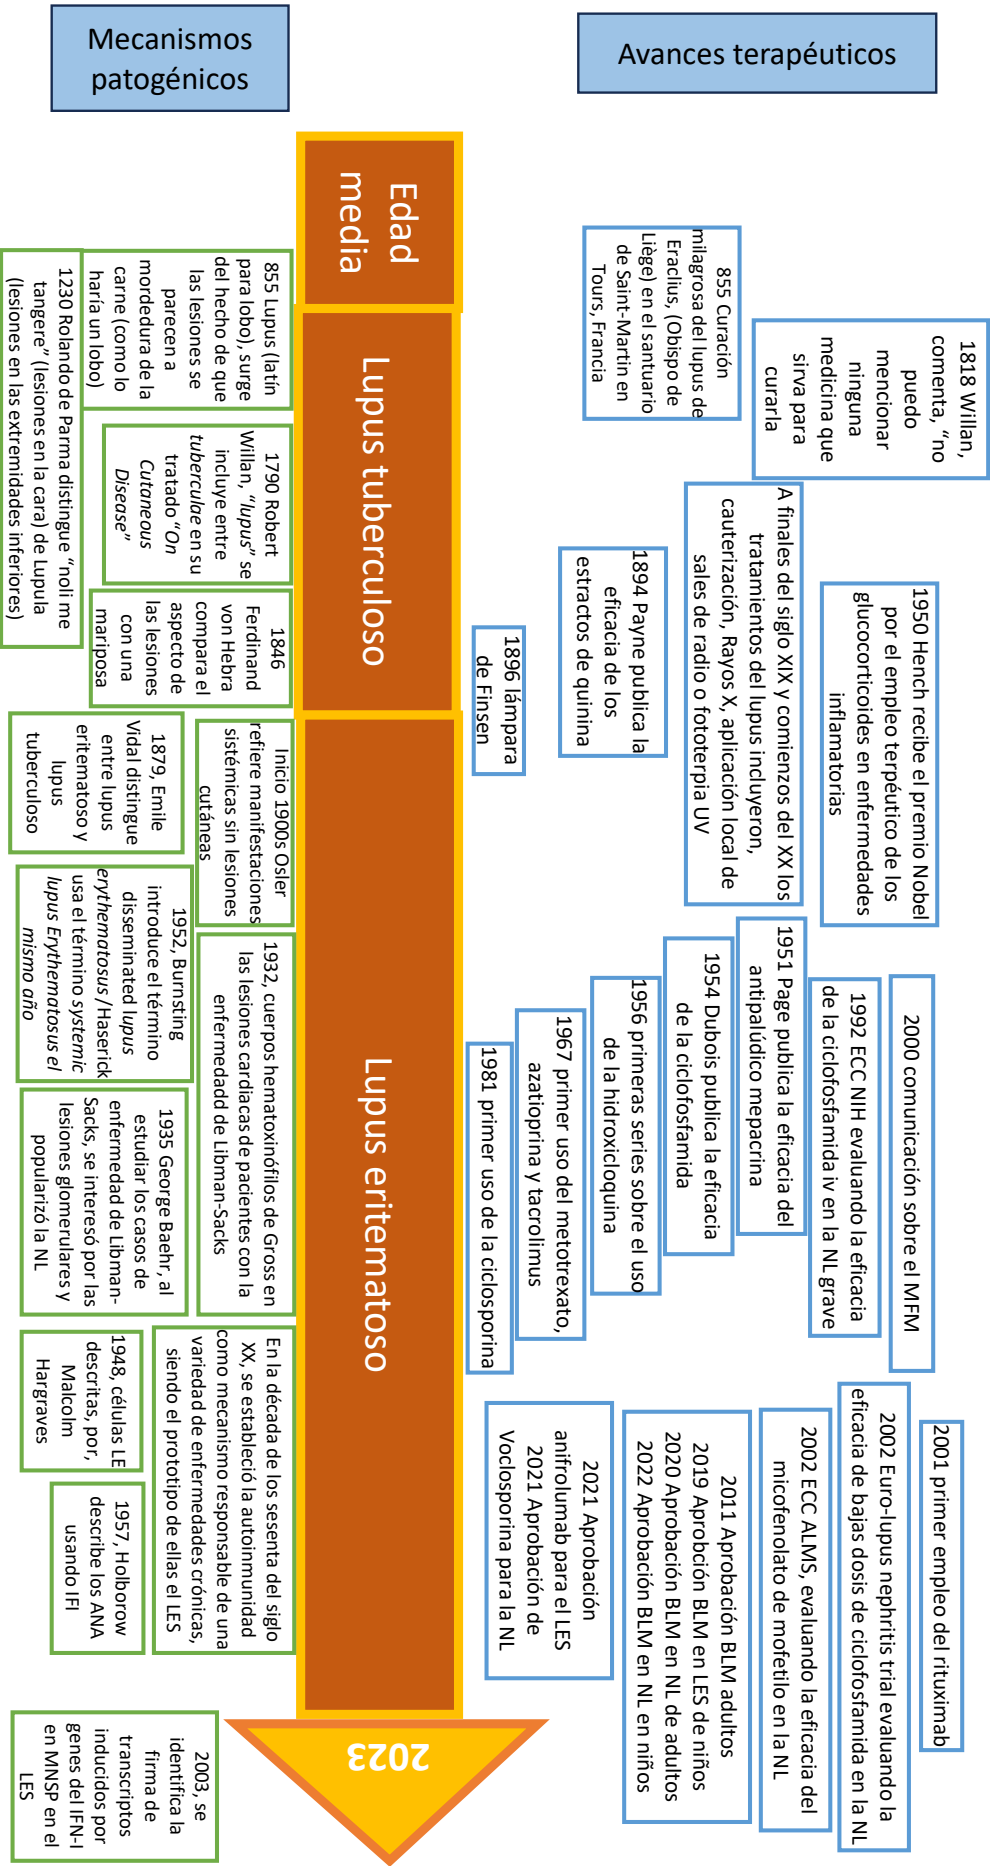 Mecanismos
patogénicos
Avances terapéuticos
Edad
media
Lupus tuberculoso
Lupus eritematoso
2023
855 Curación
milagrosa del lupus de
Eraclius, (Obispo de
Liège) en el santuario
de Saint-Martin en
Tours, Francia
1818 Willan,
comenta, “no
puedo
mencionar
ninguna
medicina que
sirva para
curarla
A finales del siglo XIX y comienzos del XX los
tratamientos del lupus incluyeron,
cauterización, Rayos X, aplicación local de
sales de radio o fototerpia UV
1894 Payne publica la
eficacia de los
estractos de quinina
1896 lámpara
de Finsen
1950 Hench recibe el premio Nobel
por el empleo terpéutico de los
glucocorticoides en enfermedades
inflamatorias
1951 Page publica la eficacia del
antipalúdico mepacrina
1954 Dubois publica la eficacia
de la ciclofosfamida
1956 primeras series sobre el uso
de la hidroxicloquina
1967 primer uso del metotrexato,
azatioprina y tacrolimus
1981 primer uso de la ciclosporina
1992 ECC NIH evaluando la eficacia
de la ciclofosfamida iv en la NL grave
2000 comunicación sobre el MFM
2001 primer empleo del rituximab
2002 Euro-lupus nephritis trial evaluando la
eficacia de bajas dosis de ciclofosfamida en la NL
2002 ECC ALMS, evaluando la eficacia del
micofenolato de mofetilo en la NL
2011 Aprobación BLM adultos
2019 Aprobción BLM en LES de niños
2020 Aprobación BLM en NL de adultos
2022 Aprobación BLM en NL en niños
2021 Aprobación
anifrolumab para el LES
2021 Aprobación de
Voclosporina para la NL
855 Lupus (latín
para lobo), surge
del hecho de que
las lesiones se
parecen a
mordedura de la
carne (como lo
haría un lobo)
1230 Rolando de Parma distingue “noli me
tangere” (lesiones en la cara) de Lupula
(lesiones en las extremidades inferiores)
1790 Robert
Willan, “lupus” se
incluye entre
tuberculae en su
tratado “On
Cutaneous
Disease”
1846
Ferdinand
von Hebra
compara el
aspecto de
las lesiones
con una
mariposa
1879, Emile
Vidal distingue
entre lupus
eritematoso y
lupus
tuberculoso
Inicio 1900s Osler
refiere manifestaciones
sistémicas sin lesiones
cutáneas
1952, Burnsting
introduce el término
disseminated lupus
erythematosus /Haserick
usa el término systemic
lupus Erythematosus el
mismo año
1932, cuerpos hematoxinófilos de Gross en
las lesiones cardiacas de pacientes con la
enfermedadd de Libman-Sacks
1935 George Baehr, al
estudiar los casos de
enfermedad de Libman-
Sacks, se interesó por las
lesiones glomerulares y
popularizó la NL
1948, células LE
descritas, por,
Malcolm
Hargraves
En la década de los sesenta del siglo
XX, se estableció la autoinmunidad
como mecanismo responsable de una
variedad de enfermedades crónicas,
siendo el prototipo de ellas el LES
1957, Holborow
describe los ANA
usando IFI
2003, se
identifica la
firma de
transcriptos
inducidos por
genes del IFN-I
en MNSP en el
LES